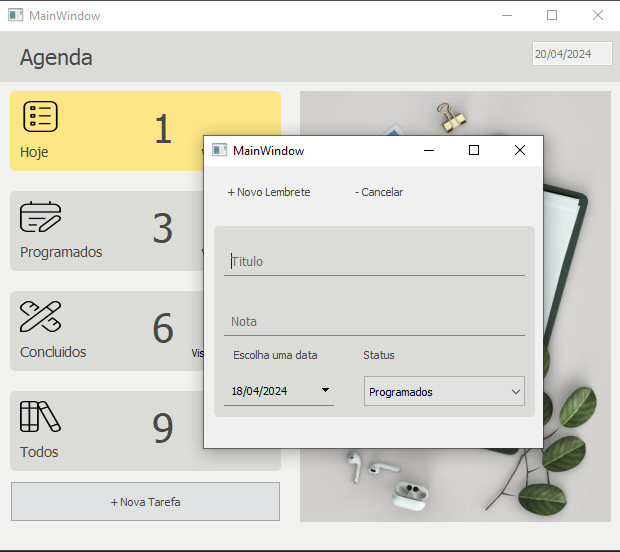 MainWindow
Agenda
20/04/2024
1
Hoje
3
Programados
6
Concluidos
9
Todos
+ Nova Tarefa
MainWindow
+ Novo Lembrete
- Cancelar
Titulo
Nota
Escolha uma data
Status
18/04/2024
Programados